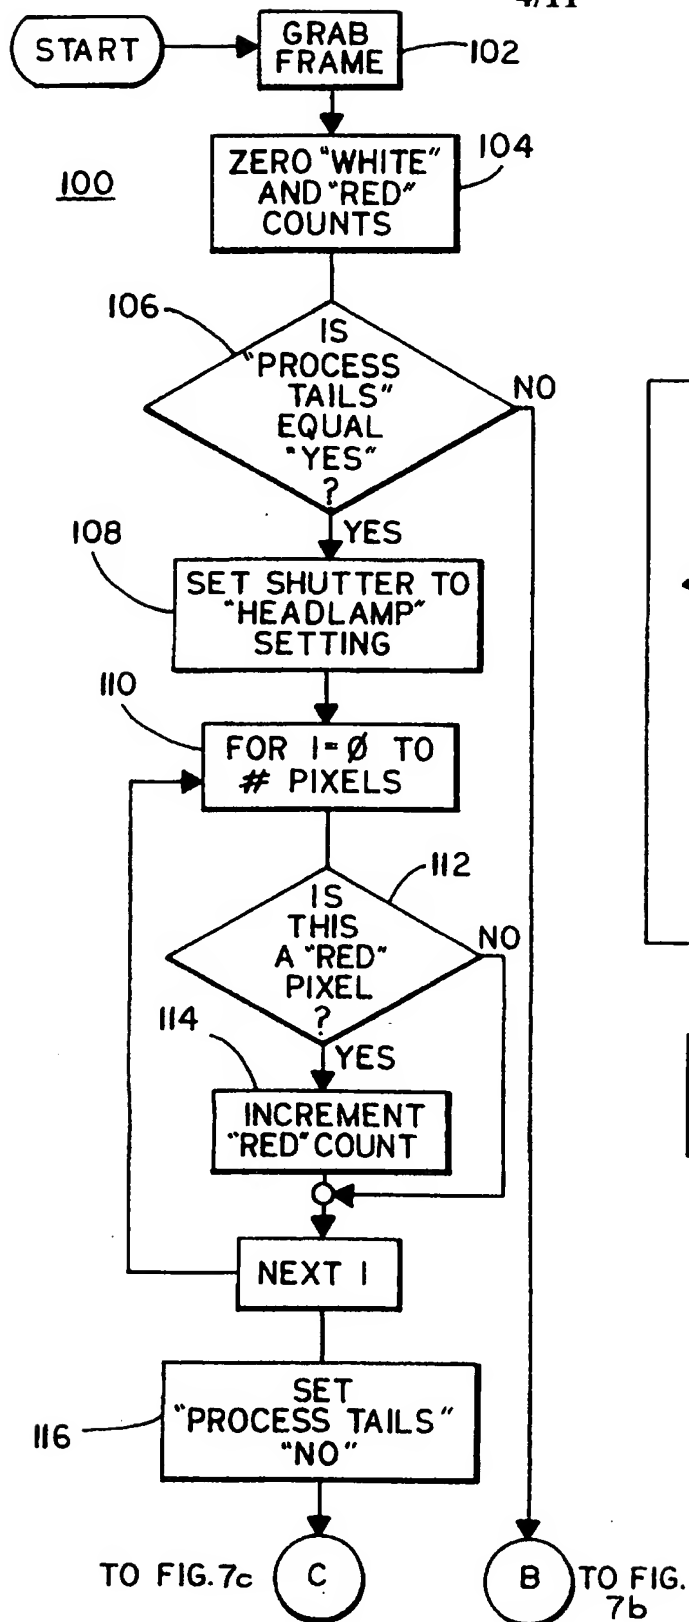 4/11
START
GRAB
FRAME
102
100
ZERO "WHITE"
AND "RED"
COUNTS
104
106
IS
"PROCESS
TAILS"
EQUAL
"YES"
?
NO
YES
108
SET SHUTTER TO
"HEADLAMP"
SETTING
110
FOR I=Ø TO
# PIXELS
112
IS
THIS
A "RED"
PIXEL
?
NO
YES
114
INCREMENT
"RED" COUNT
NEXT I
116
SET
"PROCESS TAILS"
"NO"
TO FIG.7c
C
B
TO FIG.
7b